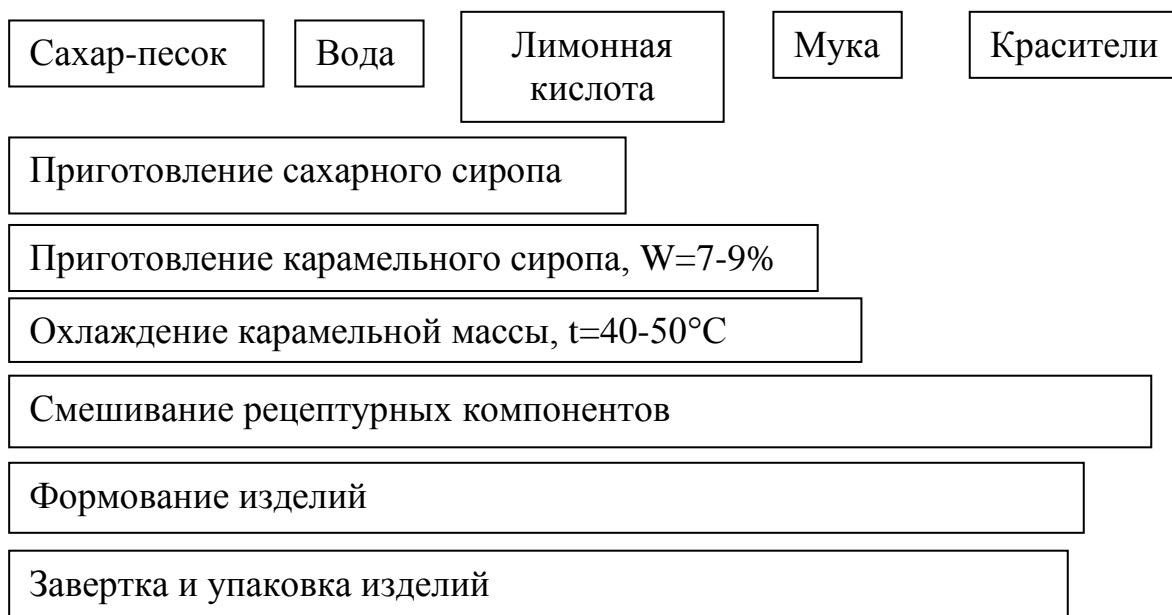 Сахар-песок
Вода
Лимонная
кислота
Мука
Красители
Приготовление сахарного сиропа
Приготовление карамельного сиропа, W=7-9%
Охлаждение карамельной массы, t=40-50°C
Смешивание рецептурных компонентов
Формование изделий
Завертка и упаковка изделий